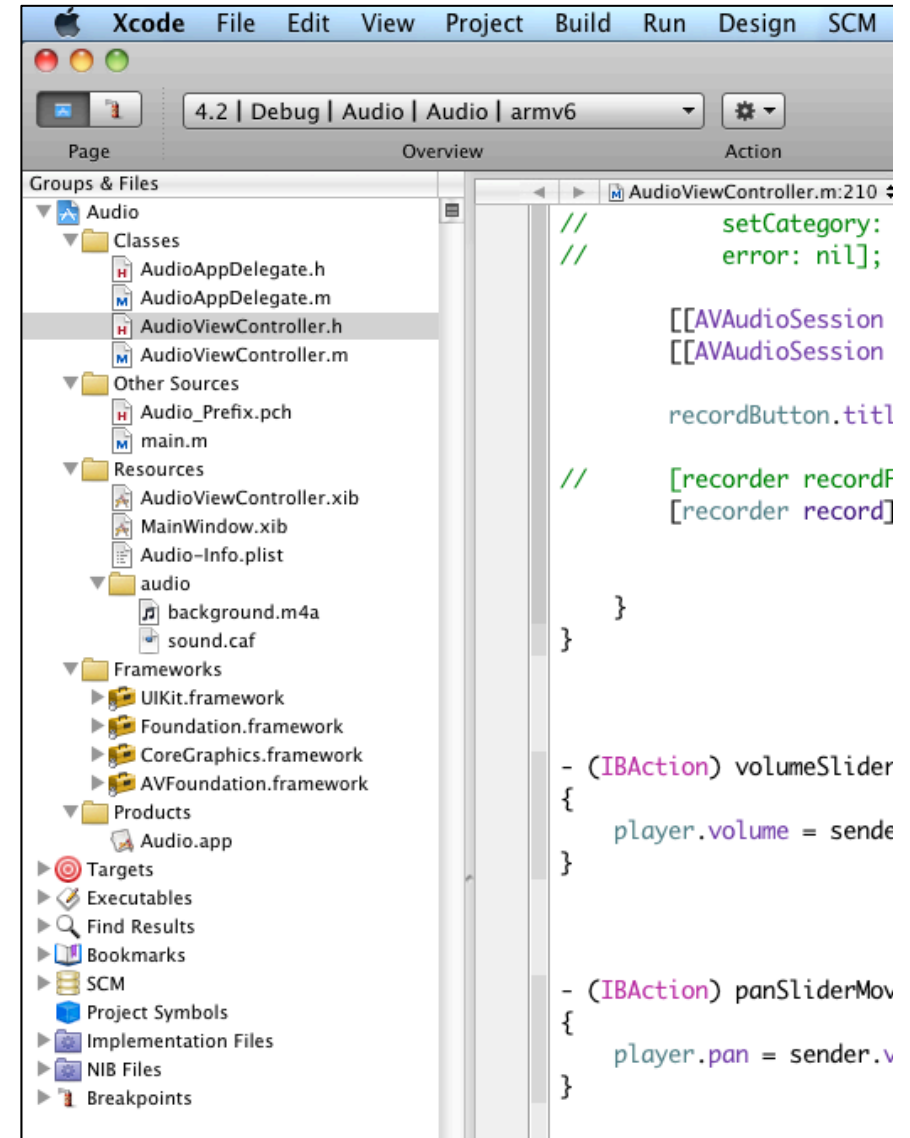 Xcode File Edit View Project Build Run Design SCM
4.2 | Debug | Audio | Audio | armv6
Page Overview Action
Groups & Files
Audio
Classes
AudioAppDelegate.h
AudioAppDelegate.m
AudioViewController.h
AudioViewController.m
Other Sources
Audio_Prefix.pch
main.m
Resources
AudioViewController.xib
MainWindow.xib
Audio-Info.plist
audio
background.m4a
sound.caf
Frameworks
UIKit.framework
Foundation.framework
CoreGraphics.framework
AVFoundation.framework
Products
Audio.app
Targets
Executables
Find Results
Bookmarks
SCM
Project Symbols
Implementation Files
NIB Files
Breakpoints
AudioViewController.m:210
// setCategory:
// error: nil];
[[AVAudioSession
[[AVAudioSession
recordButton.titl
// [recorder record
[recorder record]
}
}
- (IBAction) volumeSlider
{
player.volume = sende
}
- (IBAction) panSliderMov
{
player.pan = sender.v
}